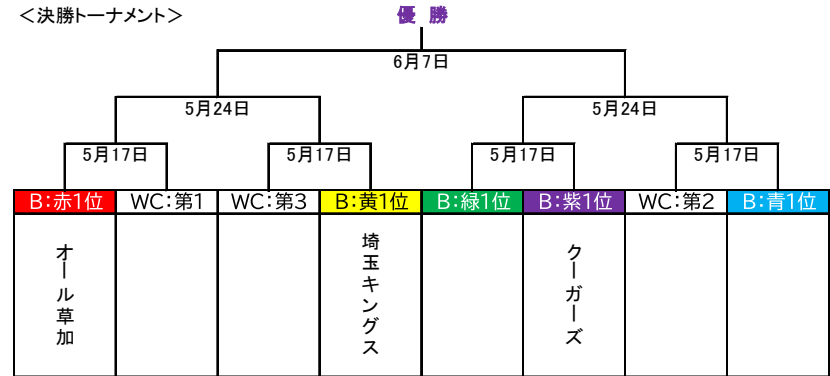 ＜決勝トーナメント＞
優 勝
6月7日
5月24日
5月24日
5月17日
5月17日
5月17日
5月17日
B：赤1位
WC：第1
WC：第3
B：黄1位
B：緑1位
B：紫1位
WC：第2
B：青1位
オール草加
埼玉キングス
クーガーズ